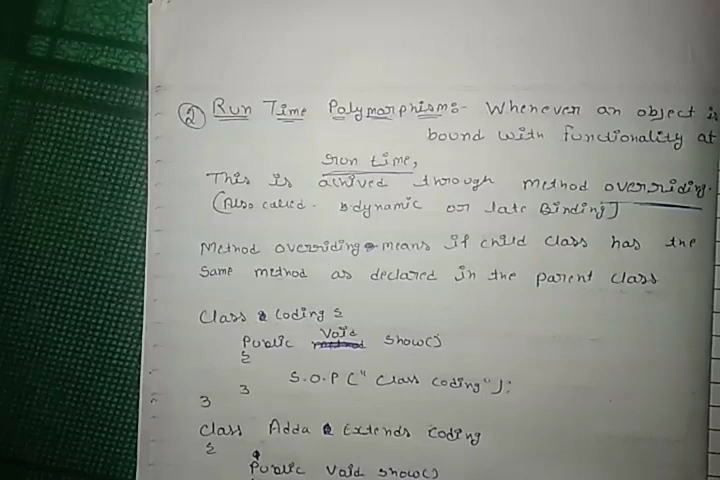 ② Run Time Polymorphism:- Whenever an object is
bound with functionality at
run time,
This is achived through method overriding.
(Also called. dynamic or late Binding)
Method overriding means if child class has the
same method as declared in the parent class
Class Coding {
Public Void Show()
{
S.O.P ("Class Coding");
}
}
Class Adda Extends Coding
{
Public Void Show()